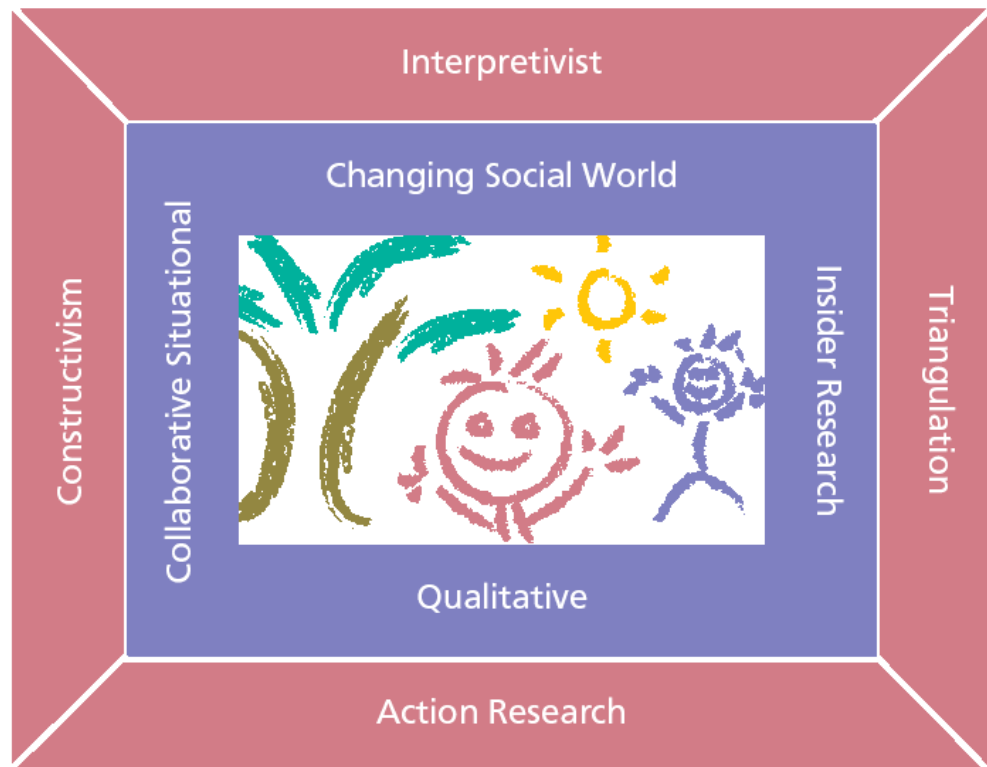 Interpretivist
Changing Social World
Constructivism
Collaborative Situational
Insider Research
Triangulation
Qualitative
Action Research